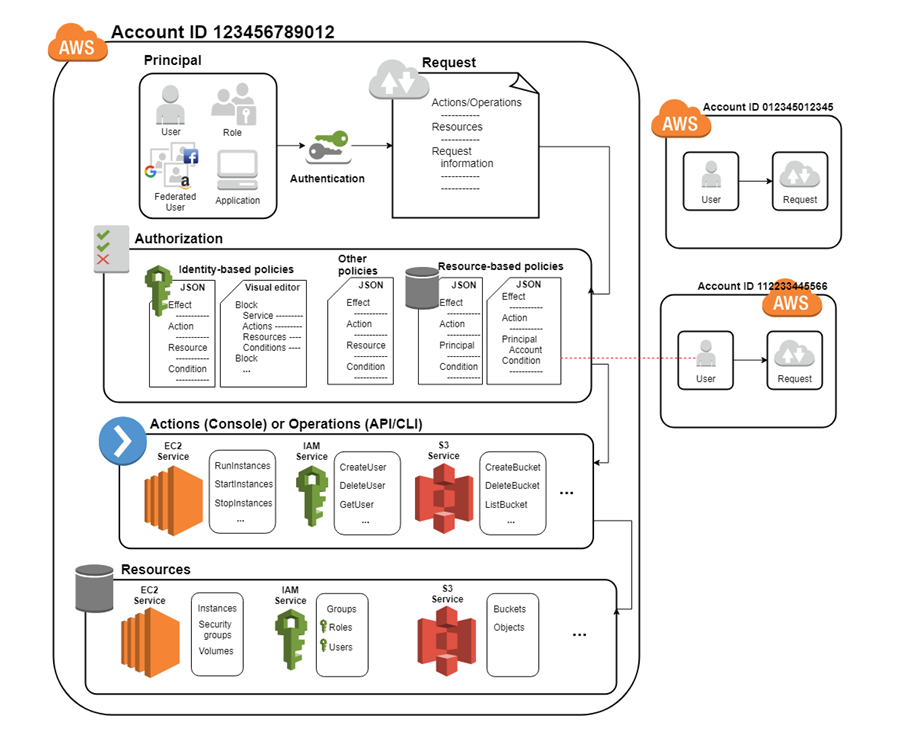 AWS
Account ID 123456789012
Principal
User
Role
Federated
User
Application
a
Authentication
Request
Actions/Operations
-----------
Resources
-----------
Request
information
-----------
-----------
Authorization
Identity-based policies
JSON
Effect
-----------
Action
-----------
Resource
-----------
Condition
-----------
Visual editor
Block
Service ---------
Actions ---------
Resources ----
Conditions ----
Block
...
Other
policies
JSON
Effect
-----------
Action
-----------
Resource
-----------
Condition
-----------
Resource-based policies
JSON
Effect
-----------
Action
-----------
Principal
-----------
Condition
-----------
JSON
Effect
-----------
Action
-----------
Principal
Account
Condition
-----------
Actions (Console) or Operations (API/CLI)
EC2
Service
RunInstances
StartInstances
StopInstances
...
IAM
Service
CreateUser
DeleteUser
GetUser
...
S3
Service
CreateBucket
DeleteBucket
ListBucket
...
...
Resources
EC2
Service
Instances
Security
groups
Volumes
IAM
Service
Groups
Roles
Users
S3
Service
Buckets
Objects
...
AWS
Account ID 012345012345
User
Request
Account ID 112233445566
AWS
User
Request